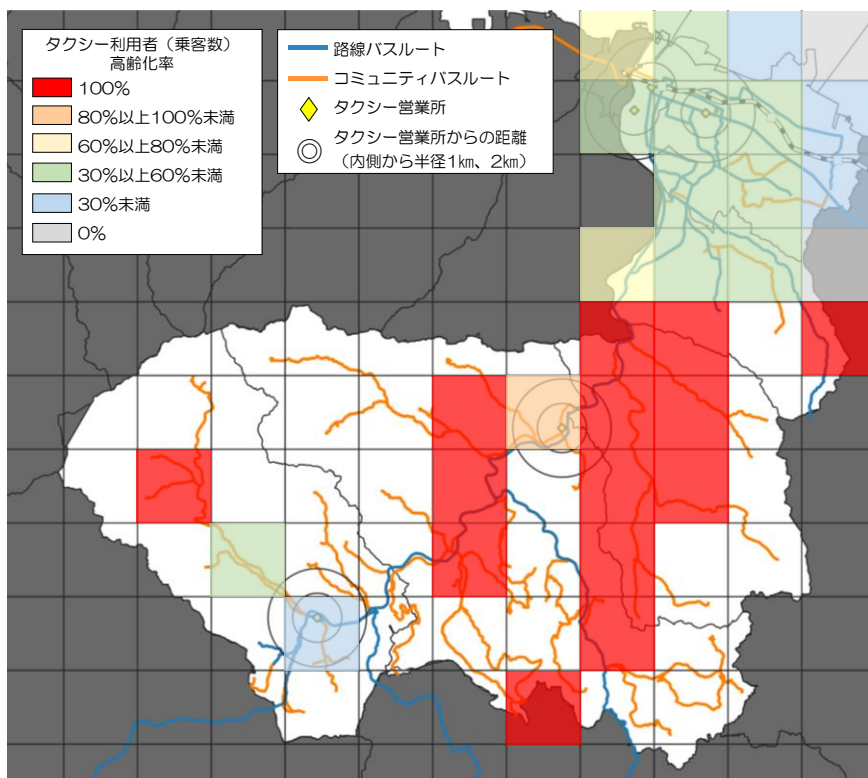 タクシー利用者（乗客数）
高齢化率
100%
80%以上100%未満
60%以上80%未満
30%以上60%未満
30%未満
0%
路線バスルート
コミュニティバスルート
タクシー営業所
タクシー営業所からの距離
（内側から半径1㎞、2㎞）